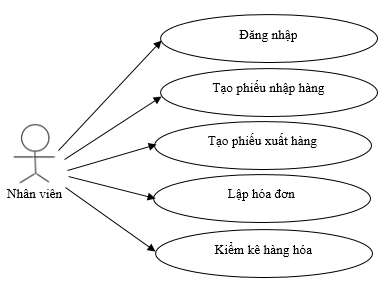 Đăng nhập
Tạo phiếu nhập hàng
Tạo phiếu xuất hàng
Nhân viên
Lập hóa đơn
Kiểm kê hàng hóa